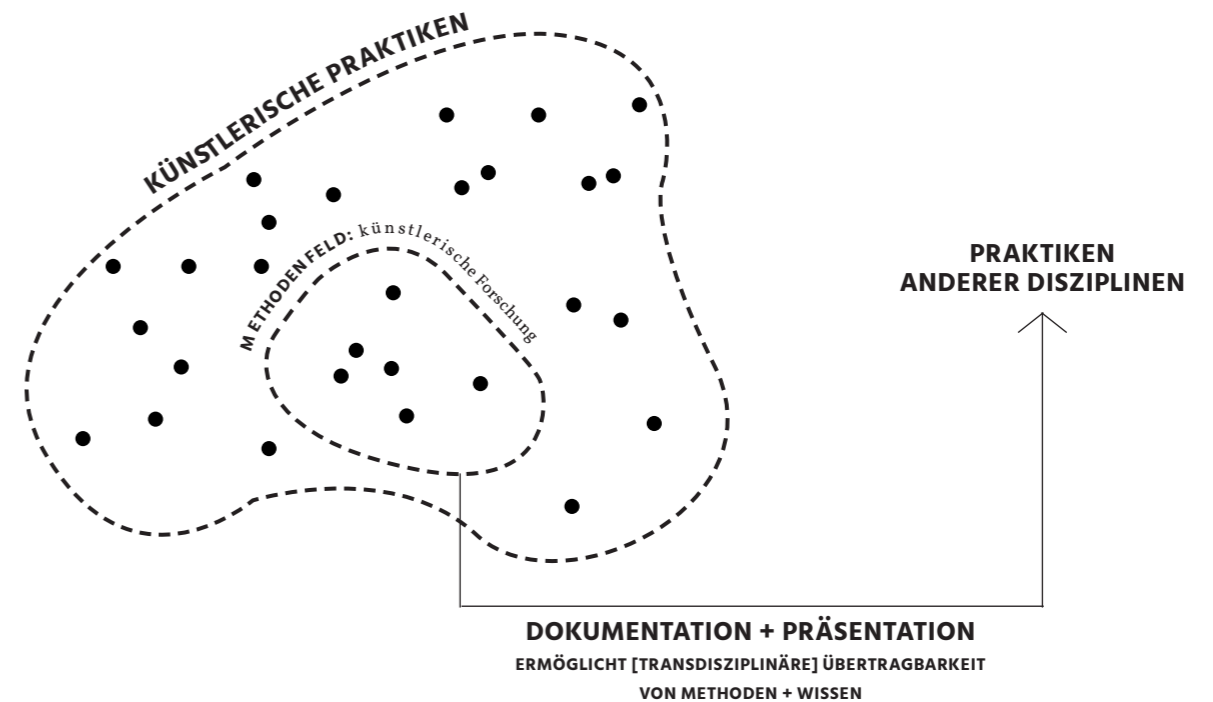 KÜNSTLERISCHE PRAKTIKEN
METHODENFELD: künstlerische Forschung
PRAKTIKEN
ANDERER DISZIPLINEN
DOKUMENTATION + PRÄSENTATION
ERMÖGLICHT [TRANSDISZIPLINÄRE] ÜBERTRAGBARKEIT
VON METHODEN + WISSEN